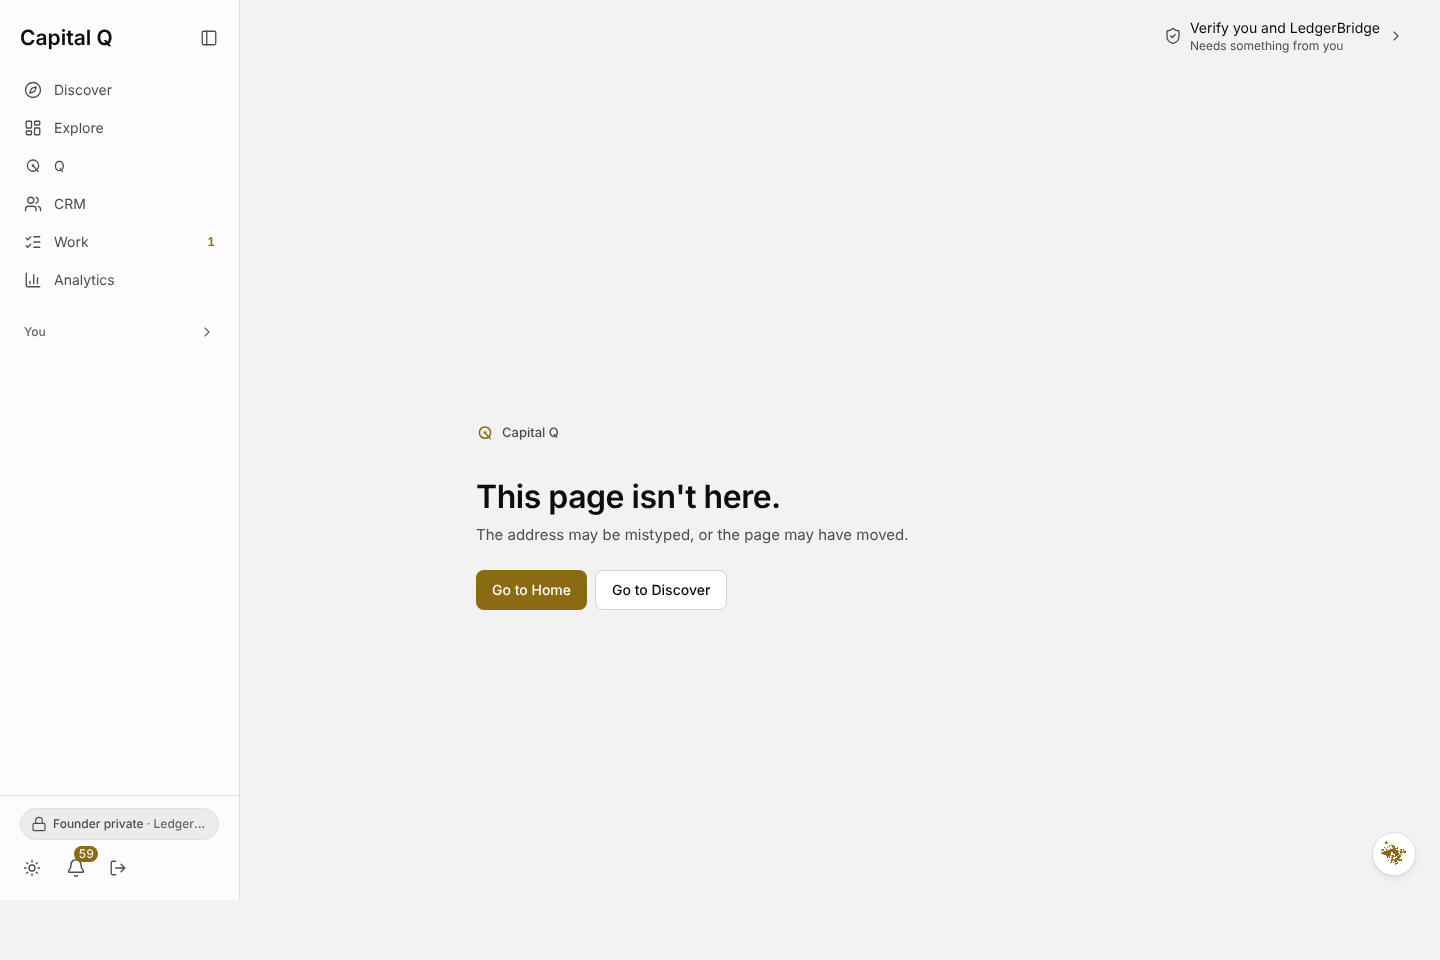 Capital Q
Discover
Explore
Q
CRM
Work 1
Analytics
You
Founder private · Ledger...
59
Verify you and LedgerBridge
Needs something from you
Capital Q
This page isn't here.
The address may be mistyped, or the page may have moved.
Go to Home
Go to Discover